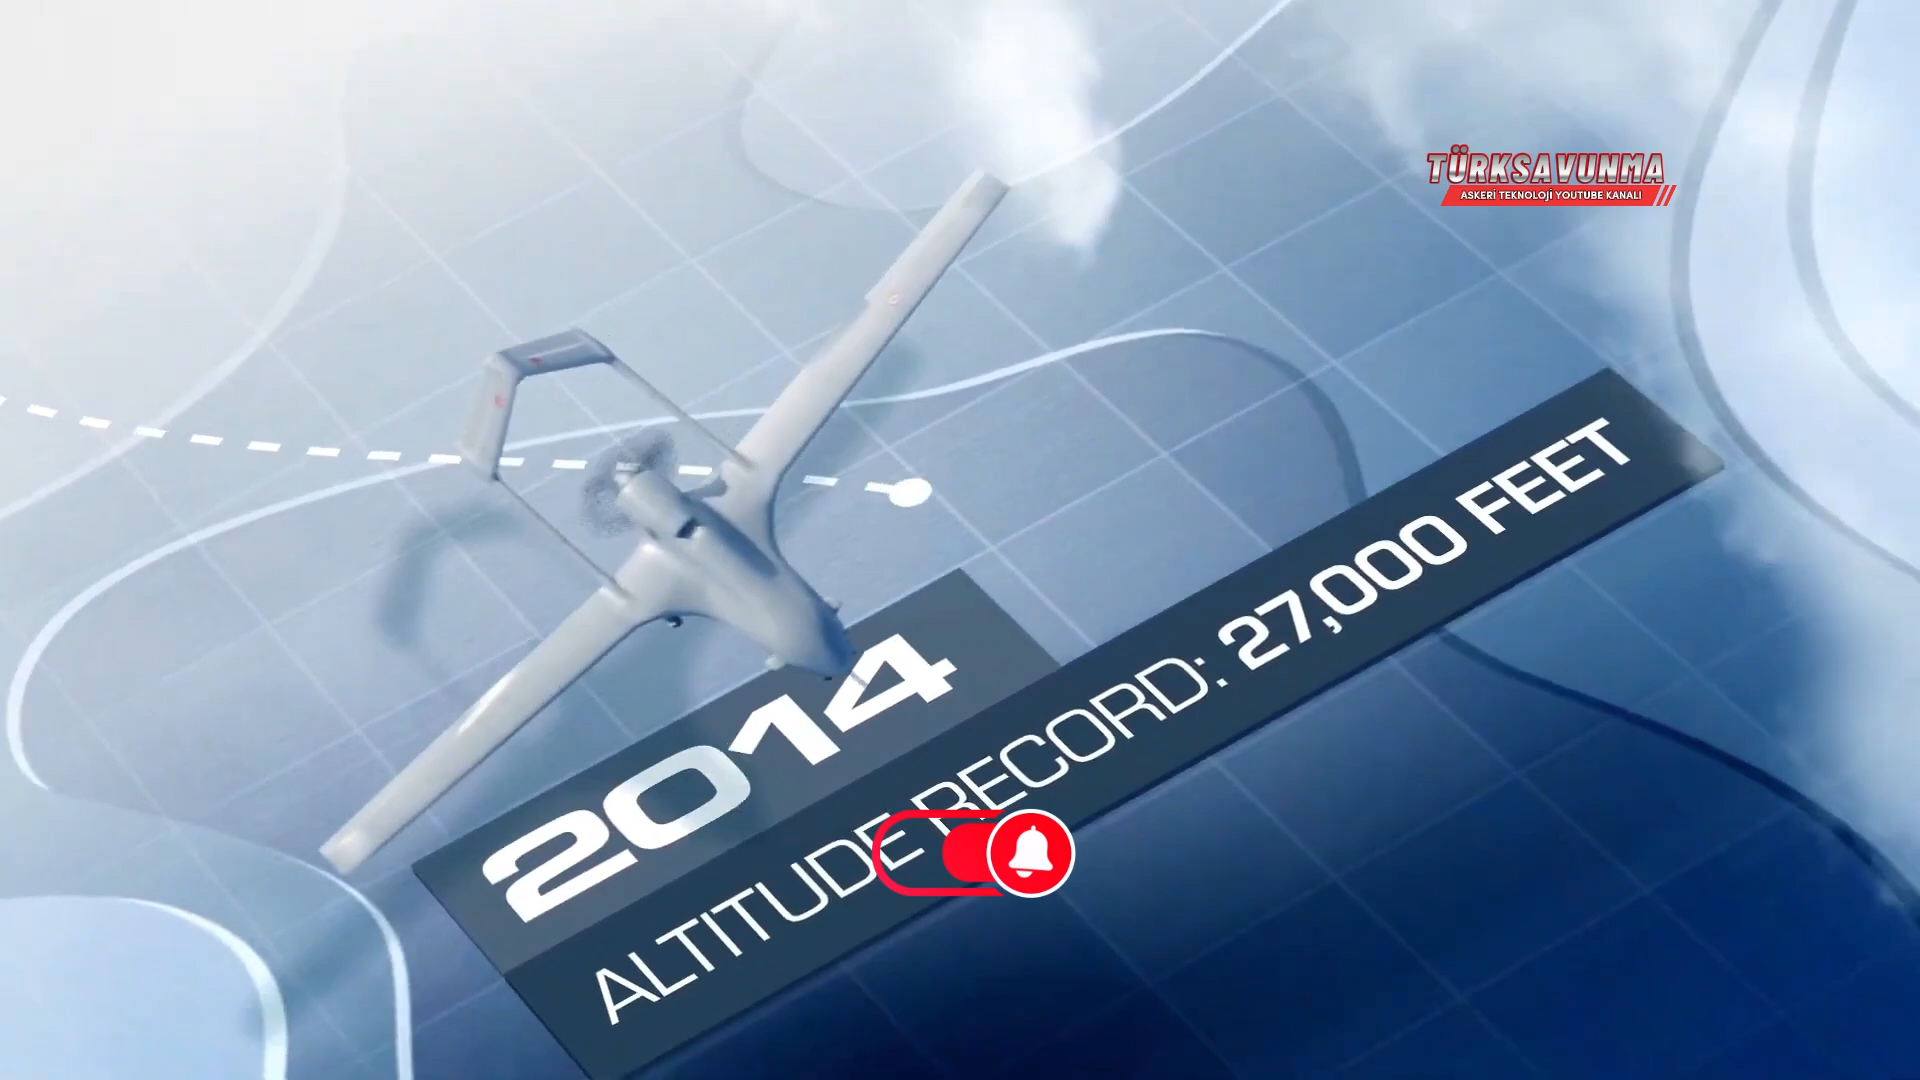 TÜRKSAVUNMA
ASKERİ TEKNOLOJİ YOUTUBE KANALI
2014
ALTITUDE RECORD: 27,000 FEET